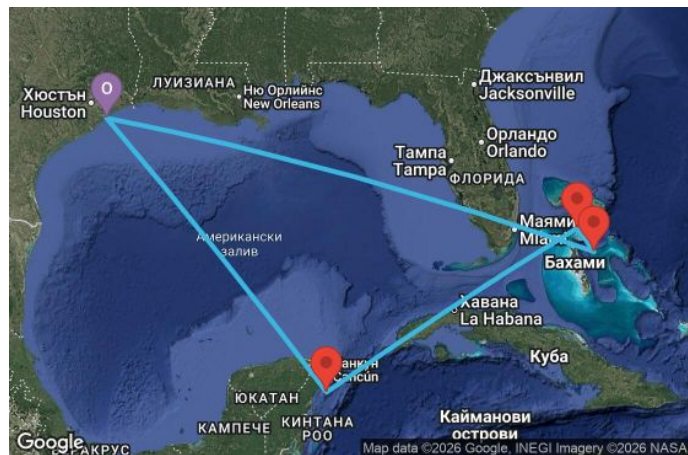 O
Хюстън
Houston
ЛУИЗИАНА
Ню Орлийнс
New Orleans
Джаксънвил
Jacksonville
Орландо
Orlando
Тампа
Tampa
ФЛОРИДА
Маями
Miami
Американски
залив
Бахами
Хавана
La Habana
Куба
Cancún
ЮКАТАН
КАМПЕЧЕ
КИНТАНА
РОО
Кайманови
острови
Google
Map data ©2026 Google, INEGI Imagery ©2026 NASA